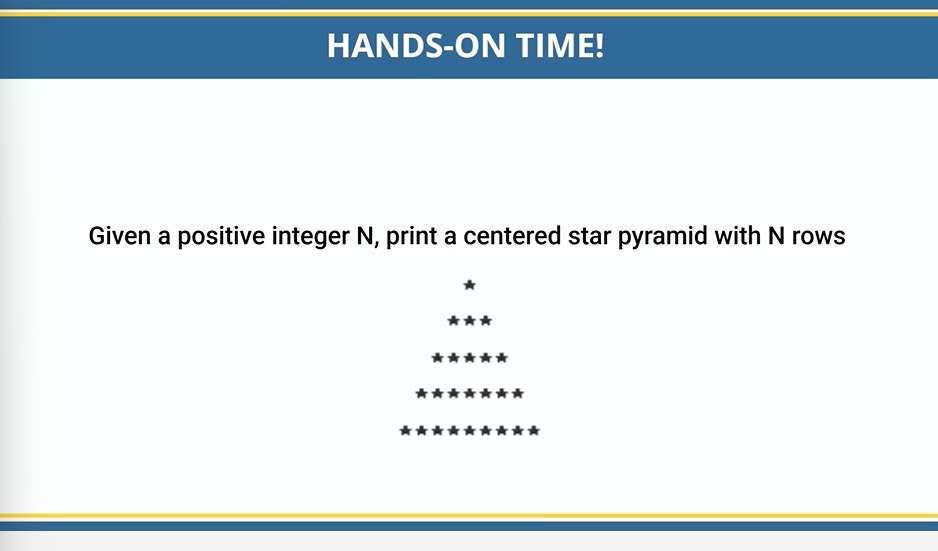 HANDS-ON TIME!
Given a positive integer N, print a centered star pyramid with N rows
*
***
*****
*******
*********